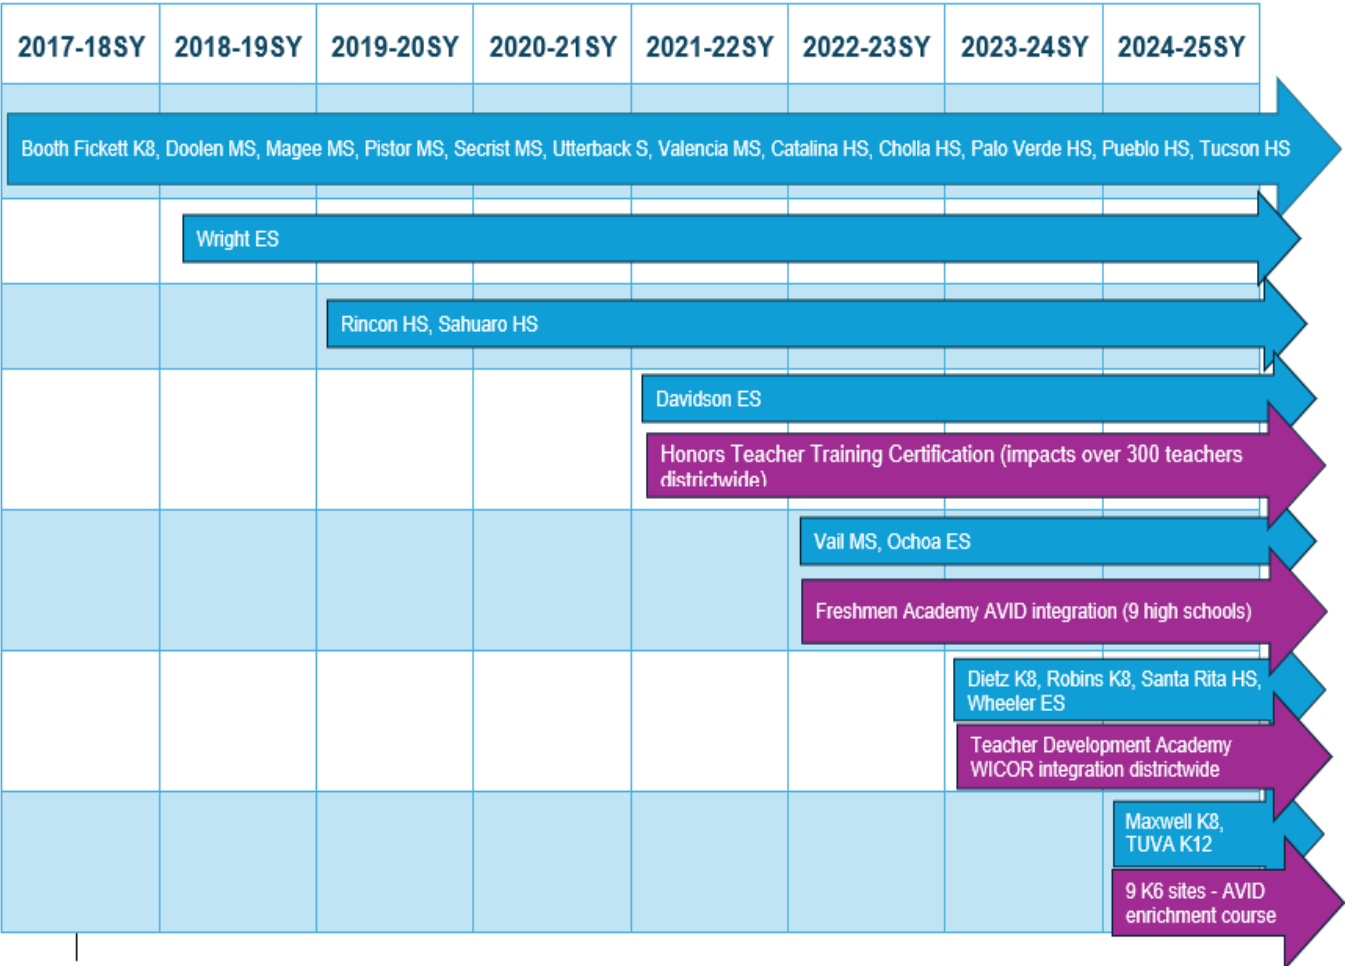 2017-18SY 2018-19SY 2019-20SY 2020-21SY 2021-22SY 2022-23SY 2023-24SY 2024-25SY
Booth Fickett K8, Doolen MS, Magee MS, Pistor MS, Secrist MS, Utterback S, Valencia MS, Catalina HS, Cholla HS, Palo Verde HS, Pueblo HS, Tucson HS
Wright ES
Rincon HS, Sahuaro HS
Davidson ES
Honors Teacher Training Certification (impacts over 300 teachers
districtwide)
Vail MS, Ochoa ES
Freshmen Academy AVID integration (9 high schools)
Dietz K8, Robins K8, Santa Rita HS,
Wheeler ES
Teacher Development Academy
WICOR integration districtwide
Maxwell K8,
TUVA K12
9 K6 sites - AVID
enrichment course